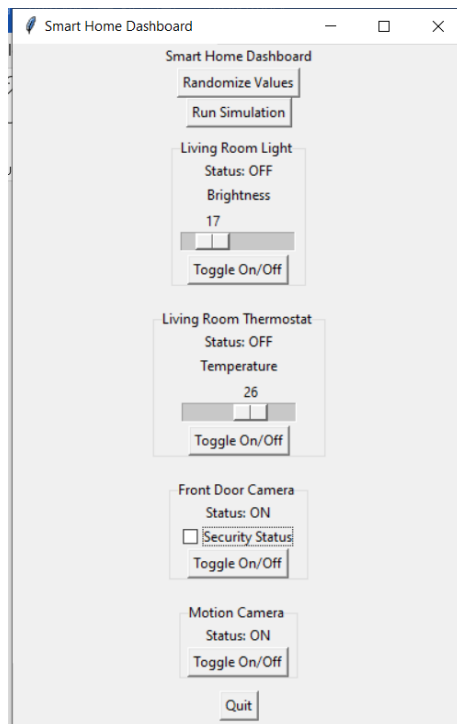 Smart Home Dashboard
Smart Home Dashboard
Randomize Values
Run Simulation
Living Room Light
Status: OFF
Brightness
17
Toggle On/Off
Living Room Thermostat
Status: OFF
Temperature
26
Toggle On/Off
Front Door Camera
Status: ON
Security Status
Toggle On/Off
Motion Camera
Status: ON
Toggle On/Off
Quit